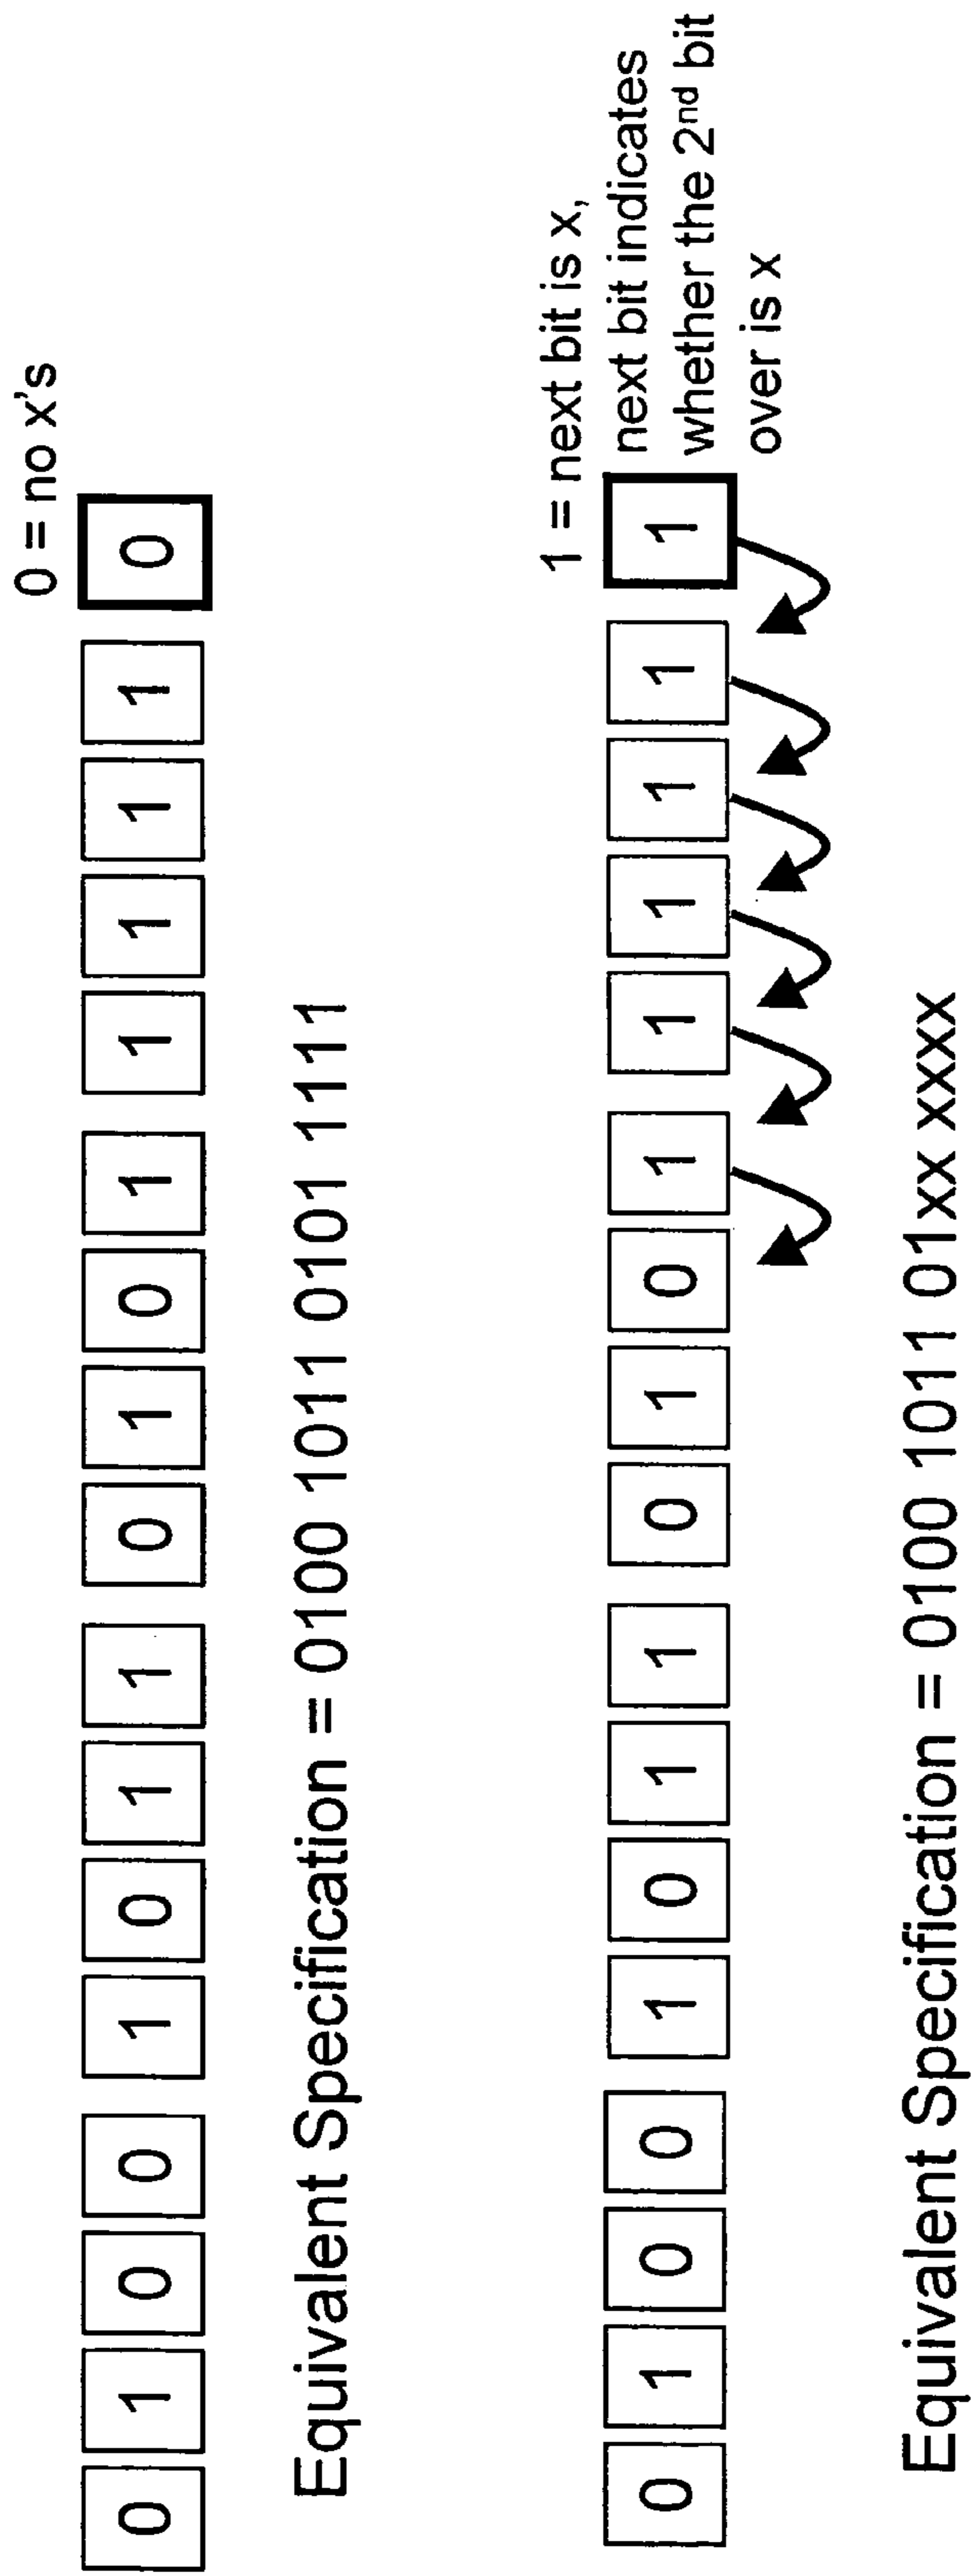 0 = no x's
0 1 0 0 1 0 1 1 0 1 0 1 1 1 1 1 0
Equivalent Specification = 0100 1011 0101 1111
1 = next bit is x,
next bit indicates
whether the 2nd bit
over is x
0 1 0 0 1 0 1 1 0 1 0 1 1 1 1 1 1
Equivalent Specification = 0100 1011 01xx xxxx